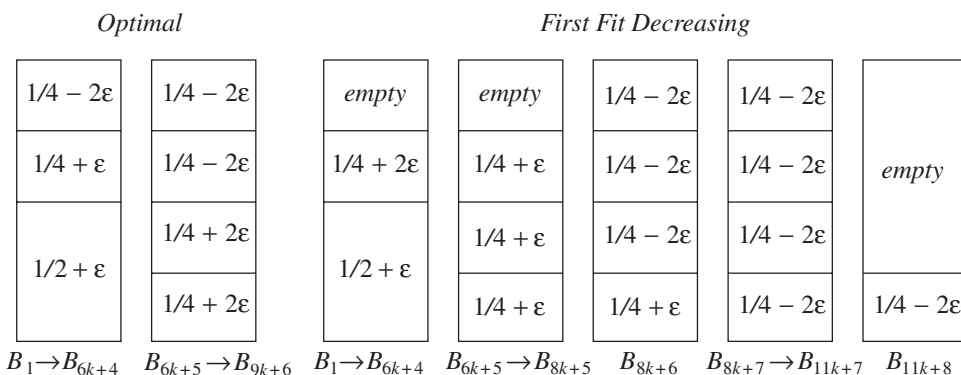 Optimal
First Fit Decreasing
1/4 − 2ε 1/4 − 2ε empty empty 1/4 − 2ε 1/4 − 2ε
1/4 + ε 1/4 − 2ε 1/4 + 2ε 1/4 + ε 1/4 − 2ε 1/4 − 2ε empty
1/2 + ε 1/4 + 2ε 1/2 + ε 1/4 + ε 1/4 − 2ε 1/4 − 2ε
1/4 + 2ε 1/4 + ε 1/4 + ε 1/4 − 2ε 1/4 − 2ε
B1→B6k+4 B6k+5→B9k+6 B1→B6k+4 B6k+5→B8k+5 B8k+6 B8k+7→B11k+7 B11k+8